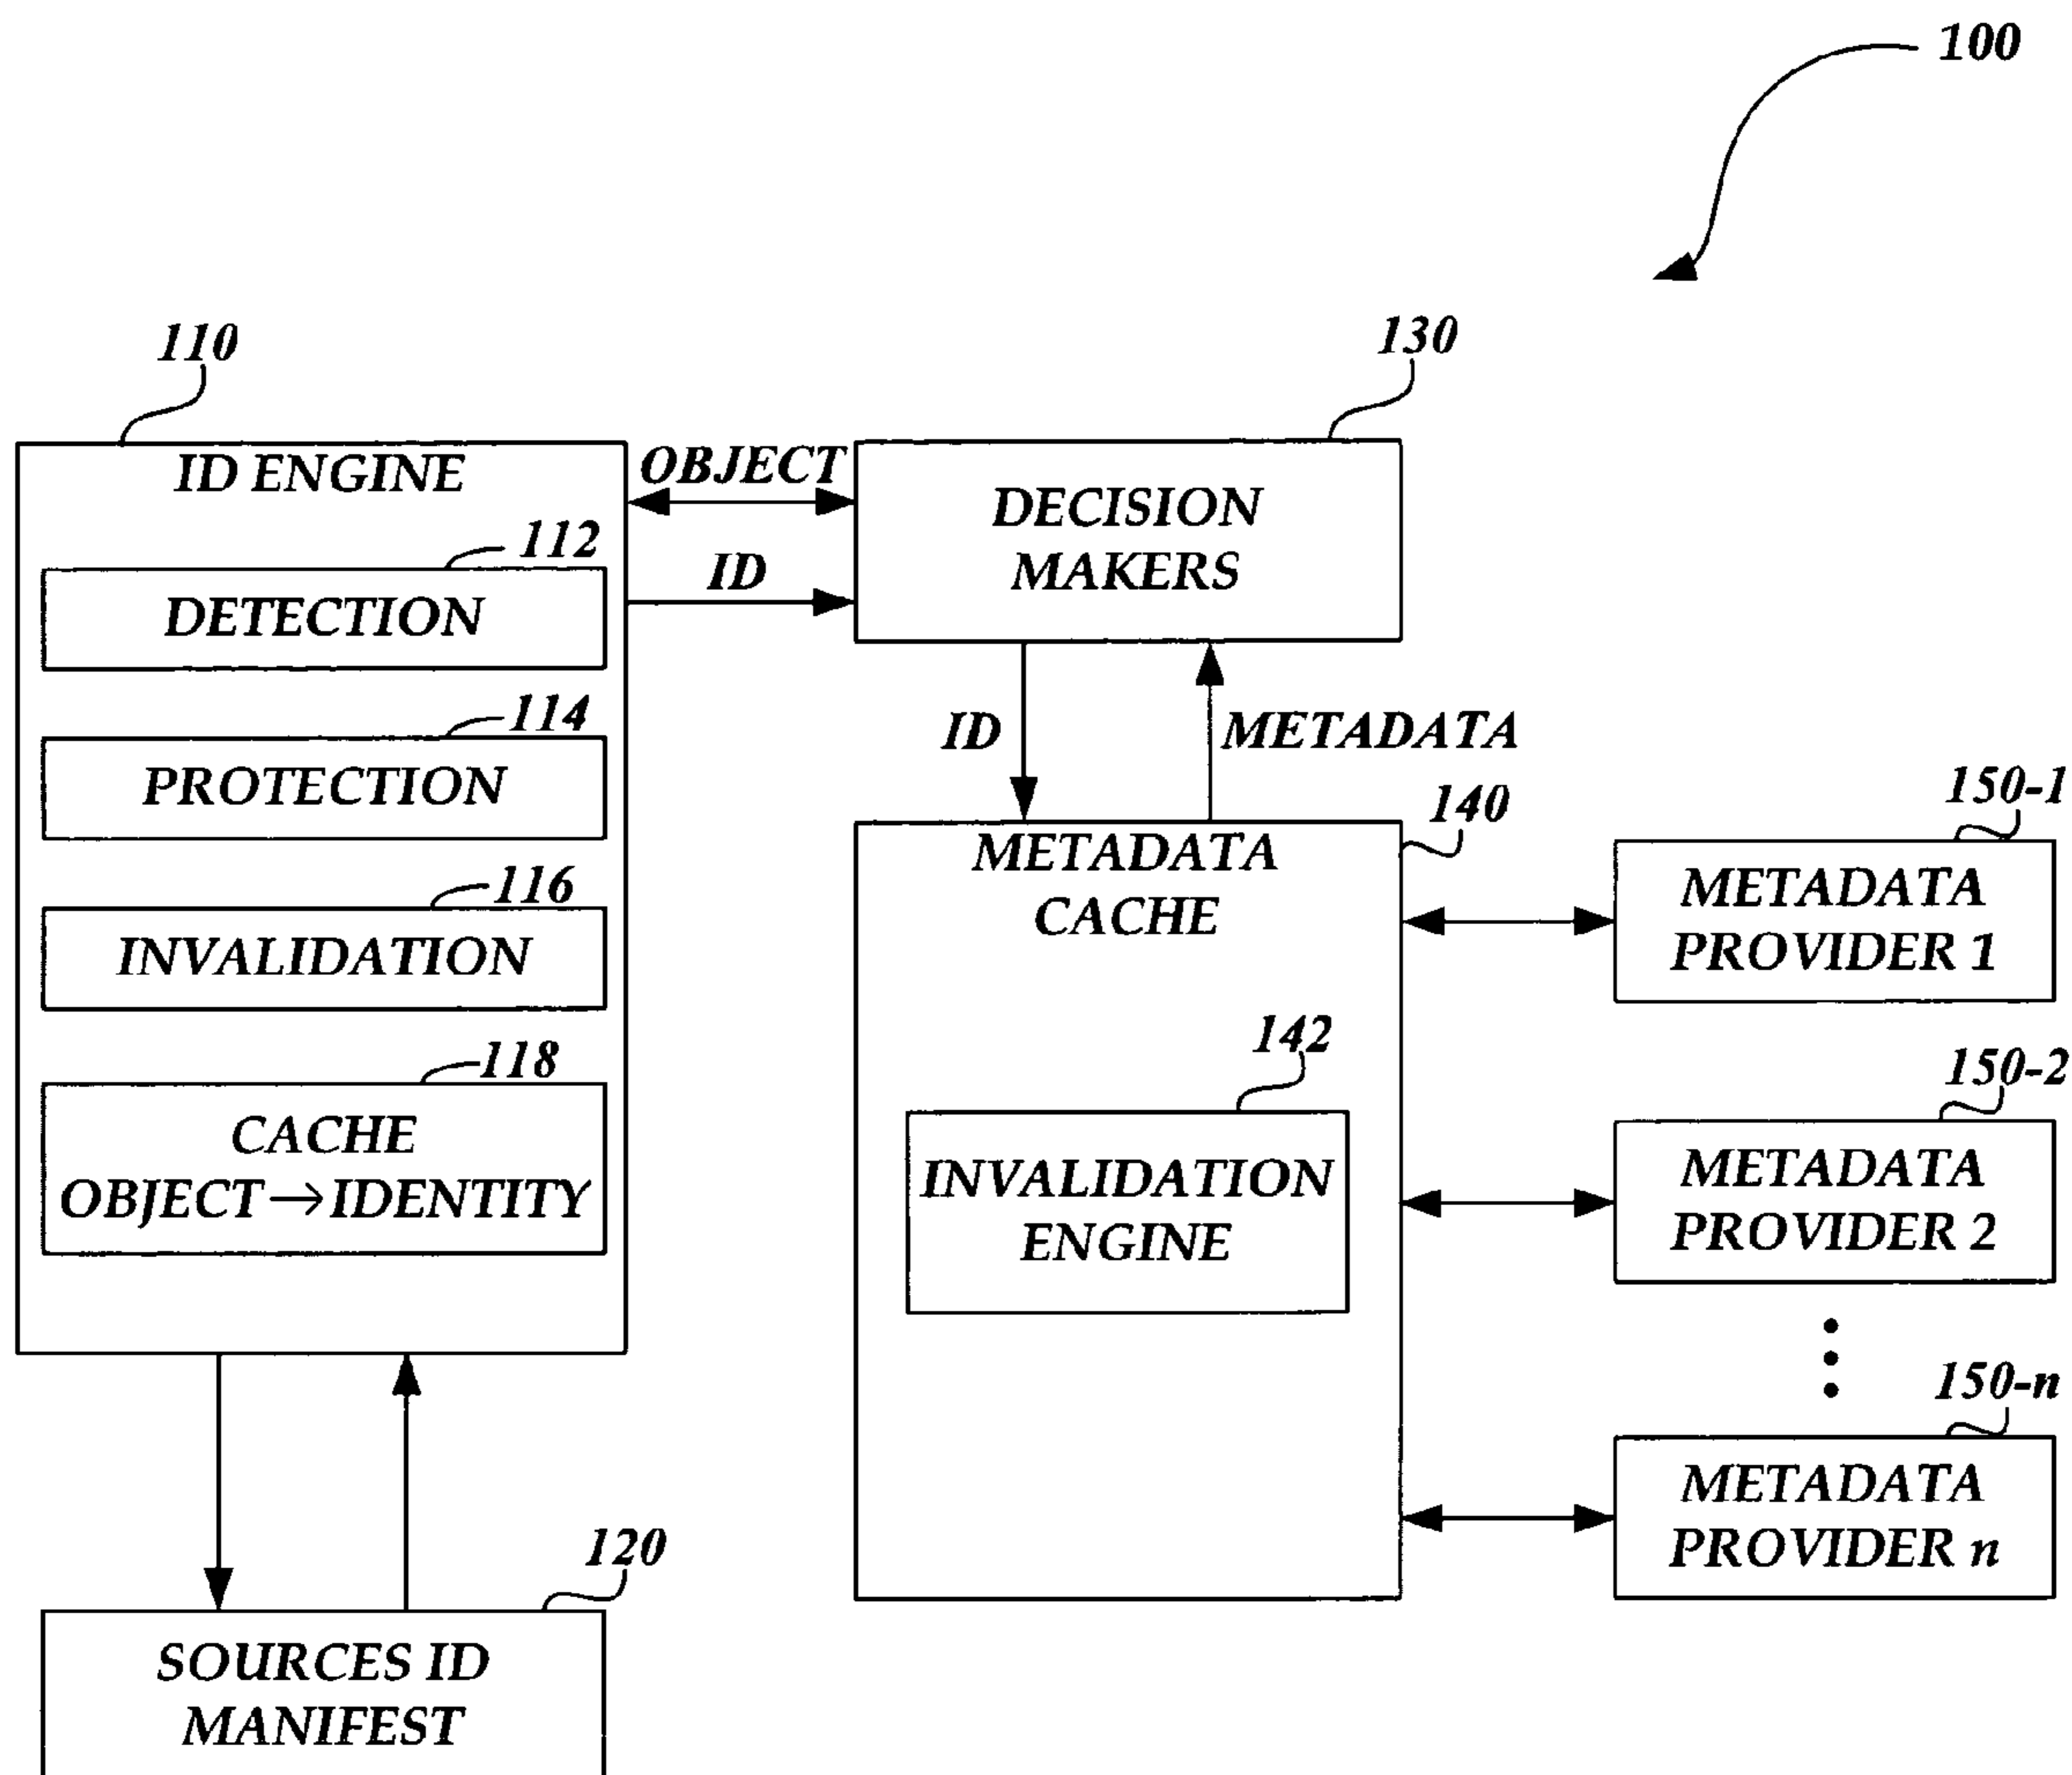 100
110
130
ID ENGINE
OBJECT
DECISION
MAKERS
112
DETECTION
ID
114
PROTECTION
ID
METADATA
116
INVALIDATION
140
METADATA
CACHE
150-1
METADATA
PROVIDER 1
118
CACHE
OBJECT→IDENTITY
142
INVALIDATION
ENGINE
150-2
METADATA
PROVIDER 2
150-n
METADATA
PROVIDER n
120
SOURCES ID
MANIFEST